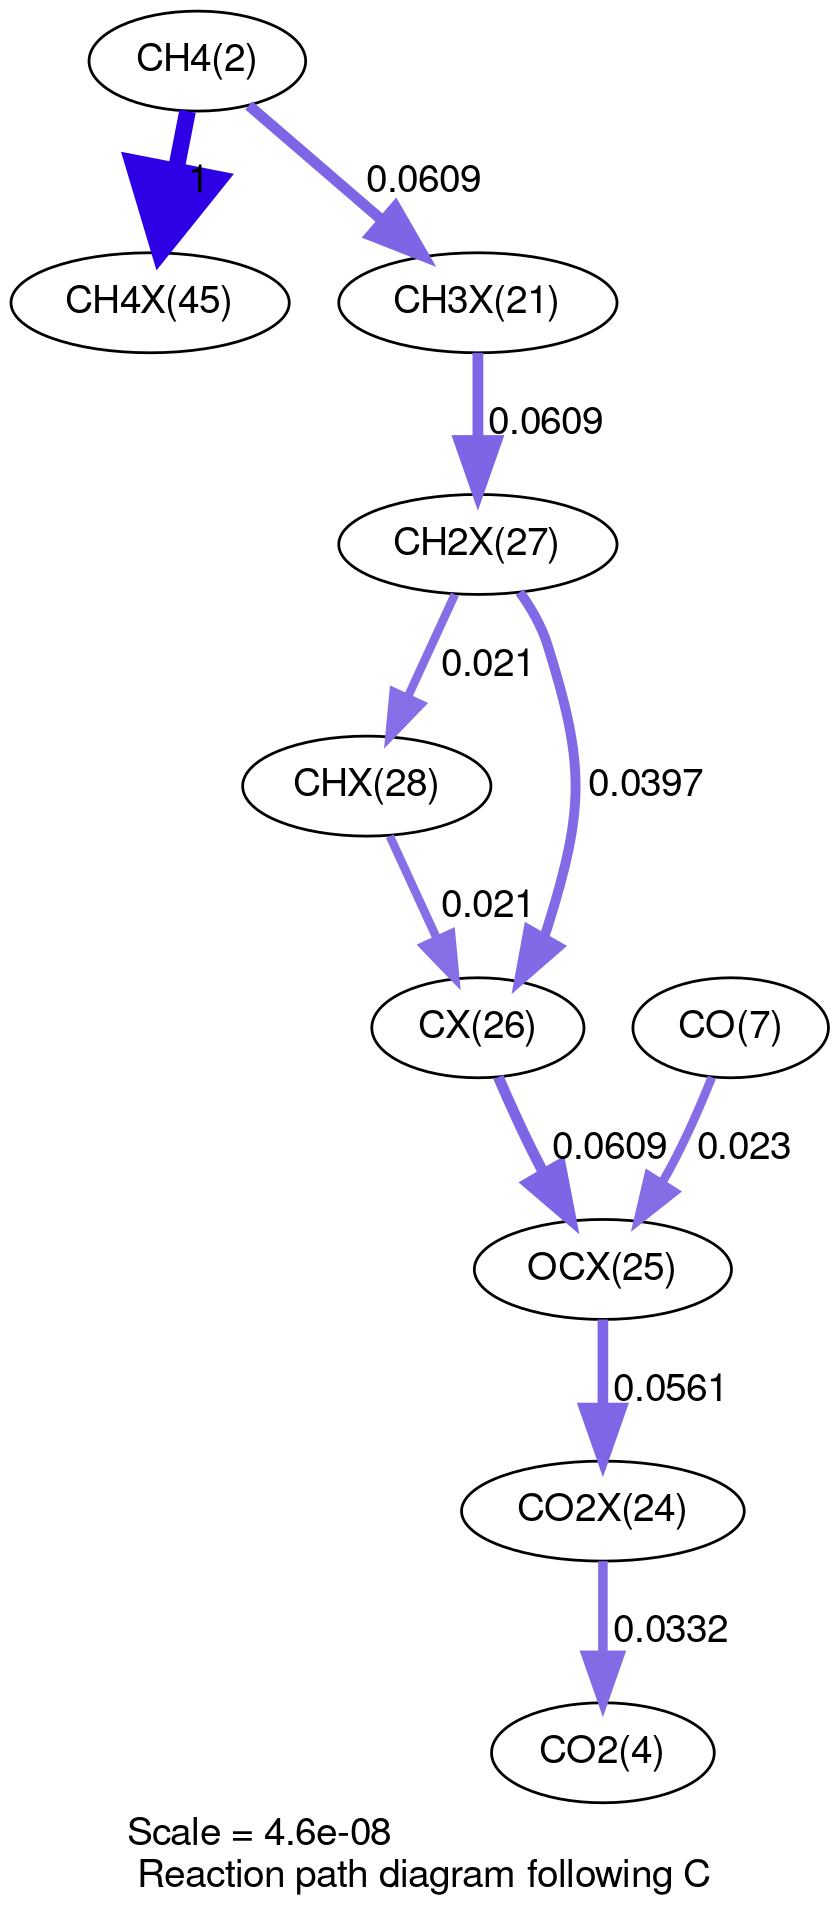 CH4(2)
1
0.0609
CH4X(45)
CH3X(21)
0.0609
CH2X(27)
0.021
CHX(28)
0.0397
0.021
CX(26)
CO(7)
0.0609
0.023
OCX(25)
0.0561
CO2X(24)
0.0332
CO2(4)
Scale = 4.6e-08
Reaction path diagram following C